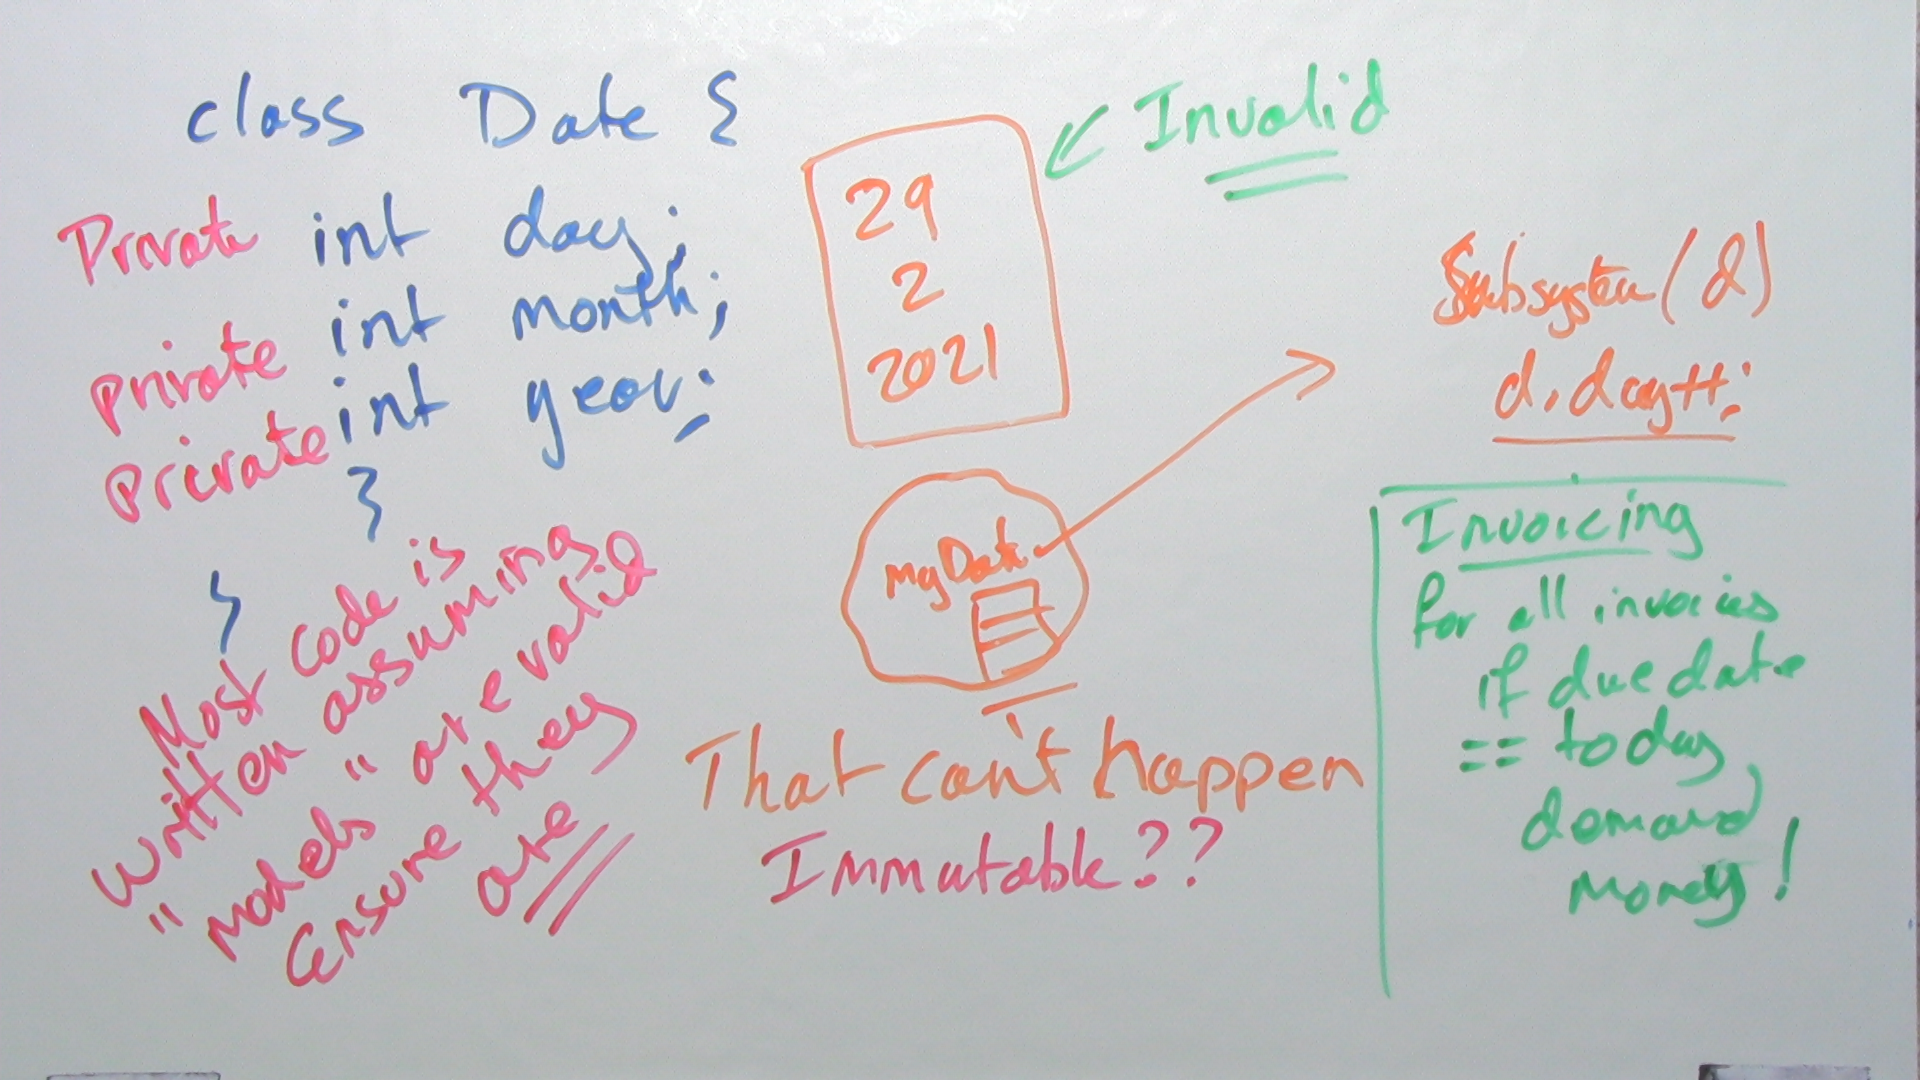 class Date {
Private int day;
private int month;
private int year;
}
}
Most code is
written assuming
"models" are valid
Ensure they
are
29
2
2021
Invalid
MyDate
That can't happen
Immutable??
Subsystem(d)
d.day++;
Invoicing
for all invoices
if due date
== today
demand
money!